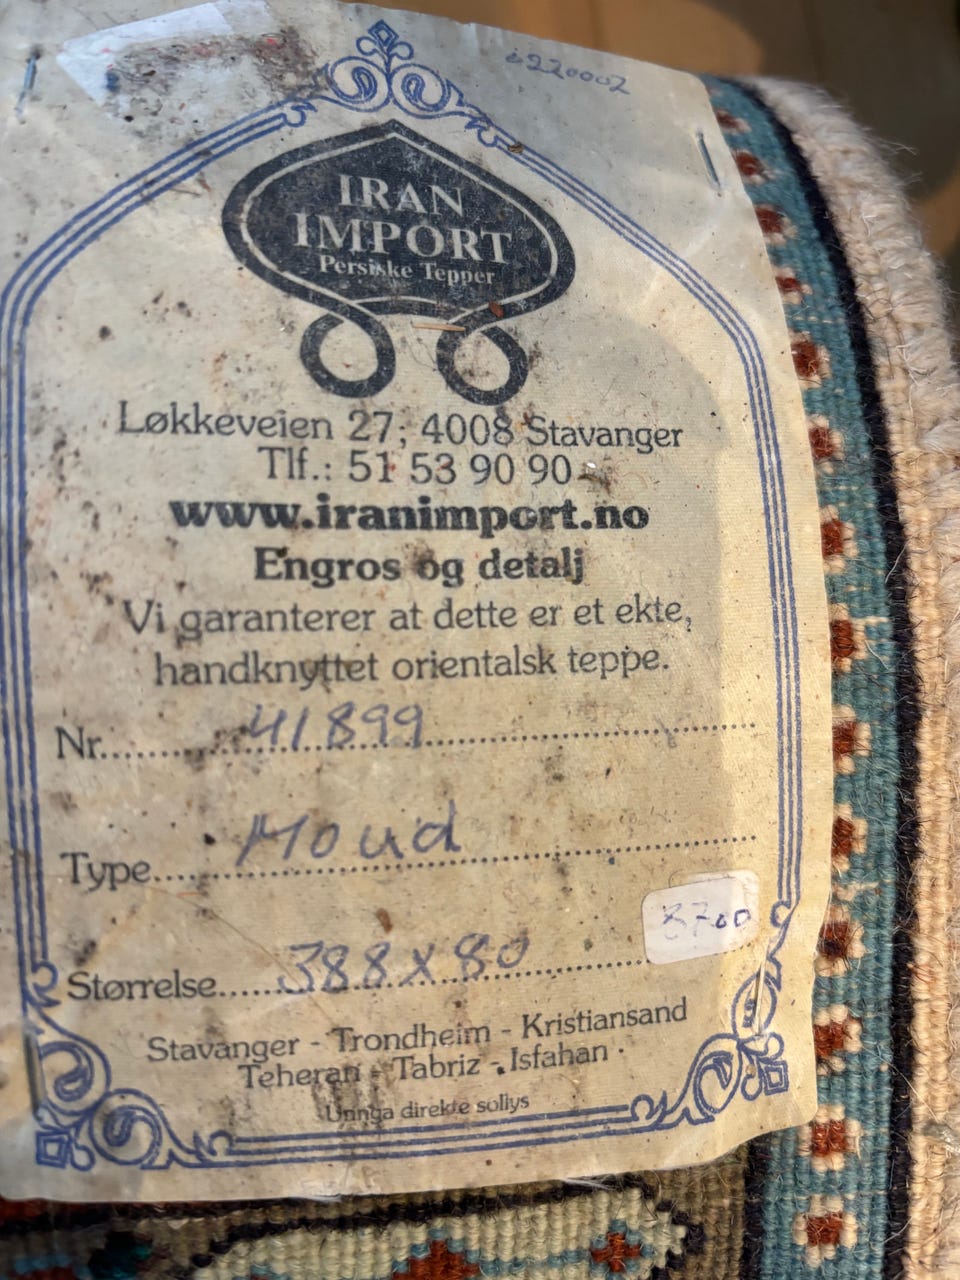 6220002
IRAN
IMPORT
Persiske Tepper
Løkkeveien 27, 4008 Stavanger
Tlf.: 51 53 90 90
www.iranimport.no
Engros og detalj
Vi garanterer at dette er et ekte,
handknyttet orientalsk teppe.
Nr. 41899
Type Moud
8700
Størrelse 388x80
Stavanger - Trondheim - Kristiansand
Teheran - Tabriz - Isfahan
Unnga direkte sollys